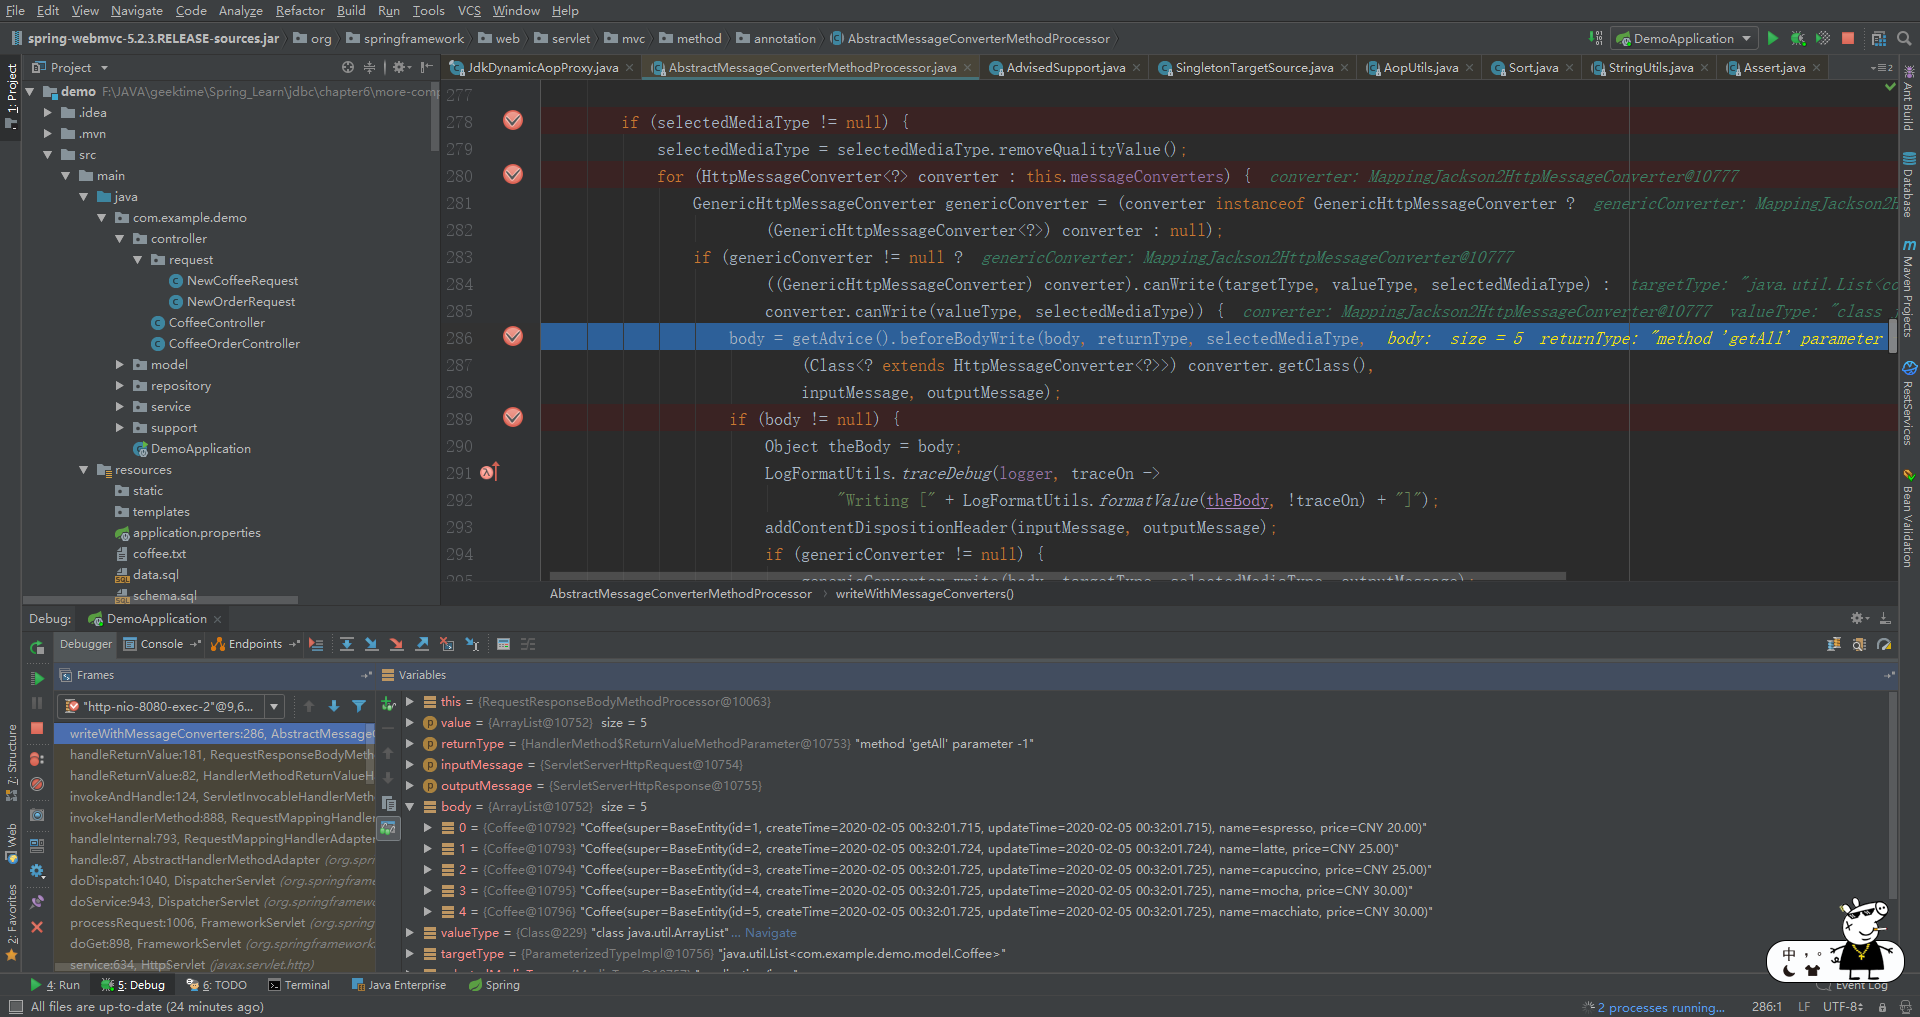 File Edit View Navigate Code Analyze Refactor Build Run Tools VCS Window Help
spring-webmvc-5.2.3.RELEASE-sources.jar org springframework web servlet mvc method annotation AbstractMessageConverterMethodProcessor
DemoApplication
Project
JdkDynamicAopProxy.java AbstractMessageConverterMethodProcessor.java AdvisedSupport.java SingletonTargetSource.java AopUtils.java Sort.java StringUtils.java Assert.java
1: Project
demo F:\JAVA\geektime\Spring_Learn\jdbc\chapter6\more-comp
.idea
.mvn
src
main
java
com.example.demo
controller
request
NewCoffeeRequest
NewOrderRequest
CoffeeController
CoffeeOrderController
model
repository
service
support
DemoApplication
resources
static
templates
application.properties
coffee.txt
data.sql
schema.sql
277
278 if (selectedMediaType != null) {
279 selectedMediaType = selectedMediaType.removeQualityValue();
280 for (HttpMessageConverter<?> converter : this.messageConverters) { converter: MappingJackson2HttpMessageConverter@10777
281 GenericHttpMessageConverter genericConverter = (converter instanceof GenericHttpMessageConverter ? genericConverter: MappingJackson2H
282 (GenericHttpMessageConverter<?>) converter : null);
283 if (genericConverter != null ? genericConverter: MappingJackson2HttpMessageConverter@10777
284 ((GenericHttpMessageConverter) converter).canWrite(targetType, valueType, selectedMediaType) : targetType: "java.util.List<co
285 converter.canWrite(valueType, selectedMediaType)) { converter: MappingJackson2HttpMessageConverter@10777 valueType: "class j
286 body = getAdvice().beforeBodyWrite(body, returnType, selectedMediaType, body: size = 5 returnType: "method 'getAll' parameter
287 (Class<? extends HttpMessageConverter<?>>) converter.getClass(),
288 inputMessage, outputMessage);
289 if (body != null) {
290 Object theBody = body;
291 LogFormatUtils.traceDebug(logger, traceOn ->
292 "Writing [" + LogFormatUtils.formatValue(theBody, !traceOn) + "]");
293 addContentDispositionHeader(inputMessage, outputMessage);
294 if (genericConverter != null) {
295 genericConverter.write(body, targetType, selectedMediaType, outputMessage);
AbstractMessageConverterMethodProcessor writeWithMessageConverters()
Ant Build
Database
Maven Projects
RestServices
Bean Validation
Debug: DemoApplication
Debugger Console Endpoints
Frames
Variables
"http-nio-8080-exec-2"@9,6...
writeWithMessageConverters:286, AbstractMessage
handleReturnValue:181, RequestResponseBodyMeth
handleReturnValue:82, HandlerMethodReturnValueH
invokeAndHandle:124, ServletInvocableHandlerMeth
invokeHandlerMethod:888, RequestMappingHandler
handleInternal:793, RequestMappingHandlerAdapter
handle:87, AbstractHandlerMethodAdapter (org.spri
doDispatch:1040, DispatcherServlet (org.springframe
doService:943, DispatcherServlet (org.springframewo
processRequest:1006, FrameworkServlet (org.springf
doGet:898, FrameworkServlet (org.springframework
service:634, HttpServlet (javax.servlet.http)
this = {RequestResponseBodyMethodProcessor@10063}
value = {ArrayList@10752} size = 5
returnType = {HandlerMethod$ReturnValueMethodParameter@10753} "method 'getAll' parameter -1"
inputMessage = {ServletServerHttpRequest@10754}
outputMessage = {ServletServerHttpResponse@10755}
body = {ArrayList@10752} size = 5
0 = {Coffee@10792} "Coffee(super=BaseEntity(id=1, createTime=2020-02-05 00:32:01.715, updateTime=2020-02-05 00:32:01.715), name=espresso, price=CNY 20.00)"
1 = {Coffee@10793} "Coffee(super=BaseEntity(id=2, createTime=2020-02-05 00:32:01.724, updateTime=2020-02-05 00:32:01.724), name=latte, price=CNY 25.00)"
2 = {Coffee@10794} "Coffee(super=BaseEntity(id=3, createTime=2020-02-05 00:32:01.725, updateTime=2020-02-05 00:32:01.725), name=capuccino, price=CNY 25.00)"
3 = {Coffee@10795} "Coffee(super=BaseEntity(id=4, createTime=2020-02-05 00:32:01.725, updateTime=2020-02-05 00:32:01.725), name=mocha, price=CNY 30.00)"
4 = {Coffee@10796} "Coffee(super=BaseEntity(id=5, createTime=2020-02-05 00:32:01.725, updateTime=2020-02-05 00:32:01.725), name=macchiato, price=CNY 30.00)"
valueType = {Class@229} "class java.util.ArrayList" ... Navigate
targetType = {ParameterizedTypeImpl@10756} "java.util.List<com.example.demo.model.Coffee>"
7: Structure
Web
2: Favorites
中
4: Run 5: Debug 6: TODO Terminal Java Enterprise Spring Event Log
All files are up-to-date (24 minutes ago) 2 processes running... 286:1 LF UTF-8